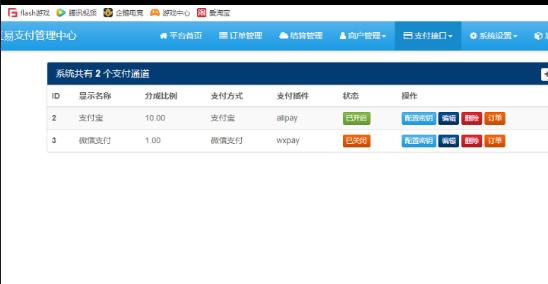 flash游戏 腾讯视频 企鹅电竞 游戏中心 爱淘宝
易支付管理中心 平台首页 订单管理 结算管理 商户管理 支付接口 系统设置
系统共有 2 个支付通道
ID 显示名称 分成比例 支付方式 支付插件 状态 操作
2 支付宝 10.00 支付宝 alipay 已开启 配置密钥 编辑 删除 订单
3 微信支付 1.00 微信支付 wxpay 已关闭 配置密钥 编辑 删除 订单